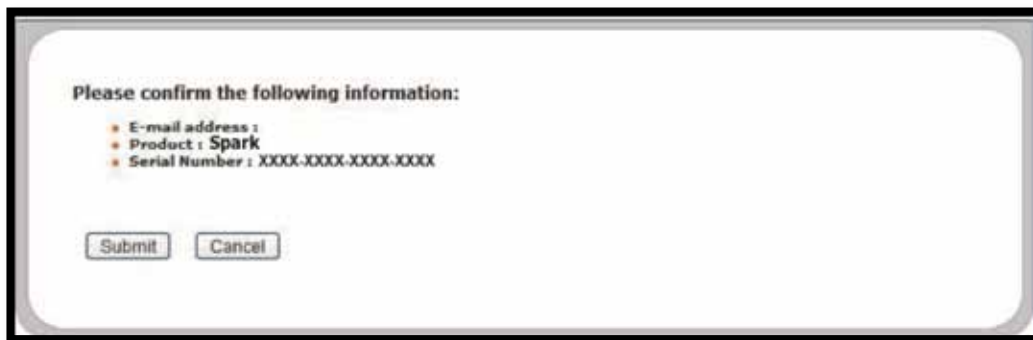 Please confirm the following information:
E-mail address :
Product : Spark
Serial Number : XXXX-XXXX-XXXX-XXXX
Submit Cancel